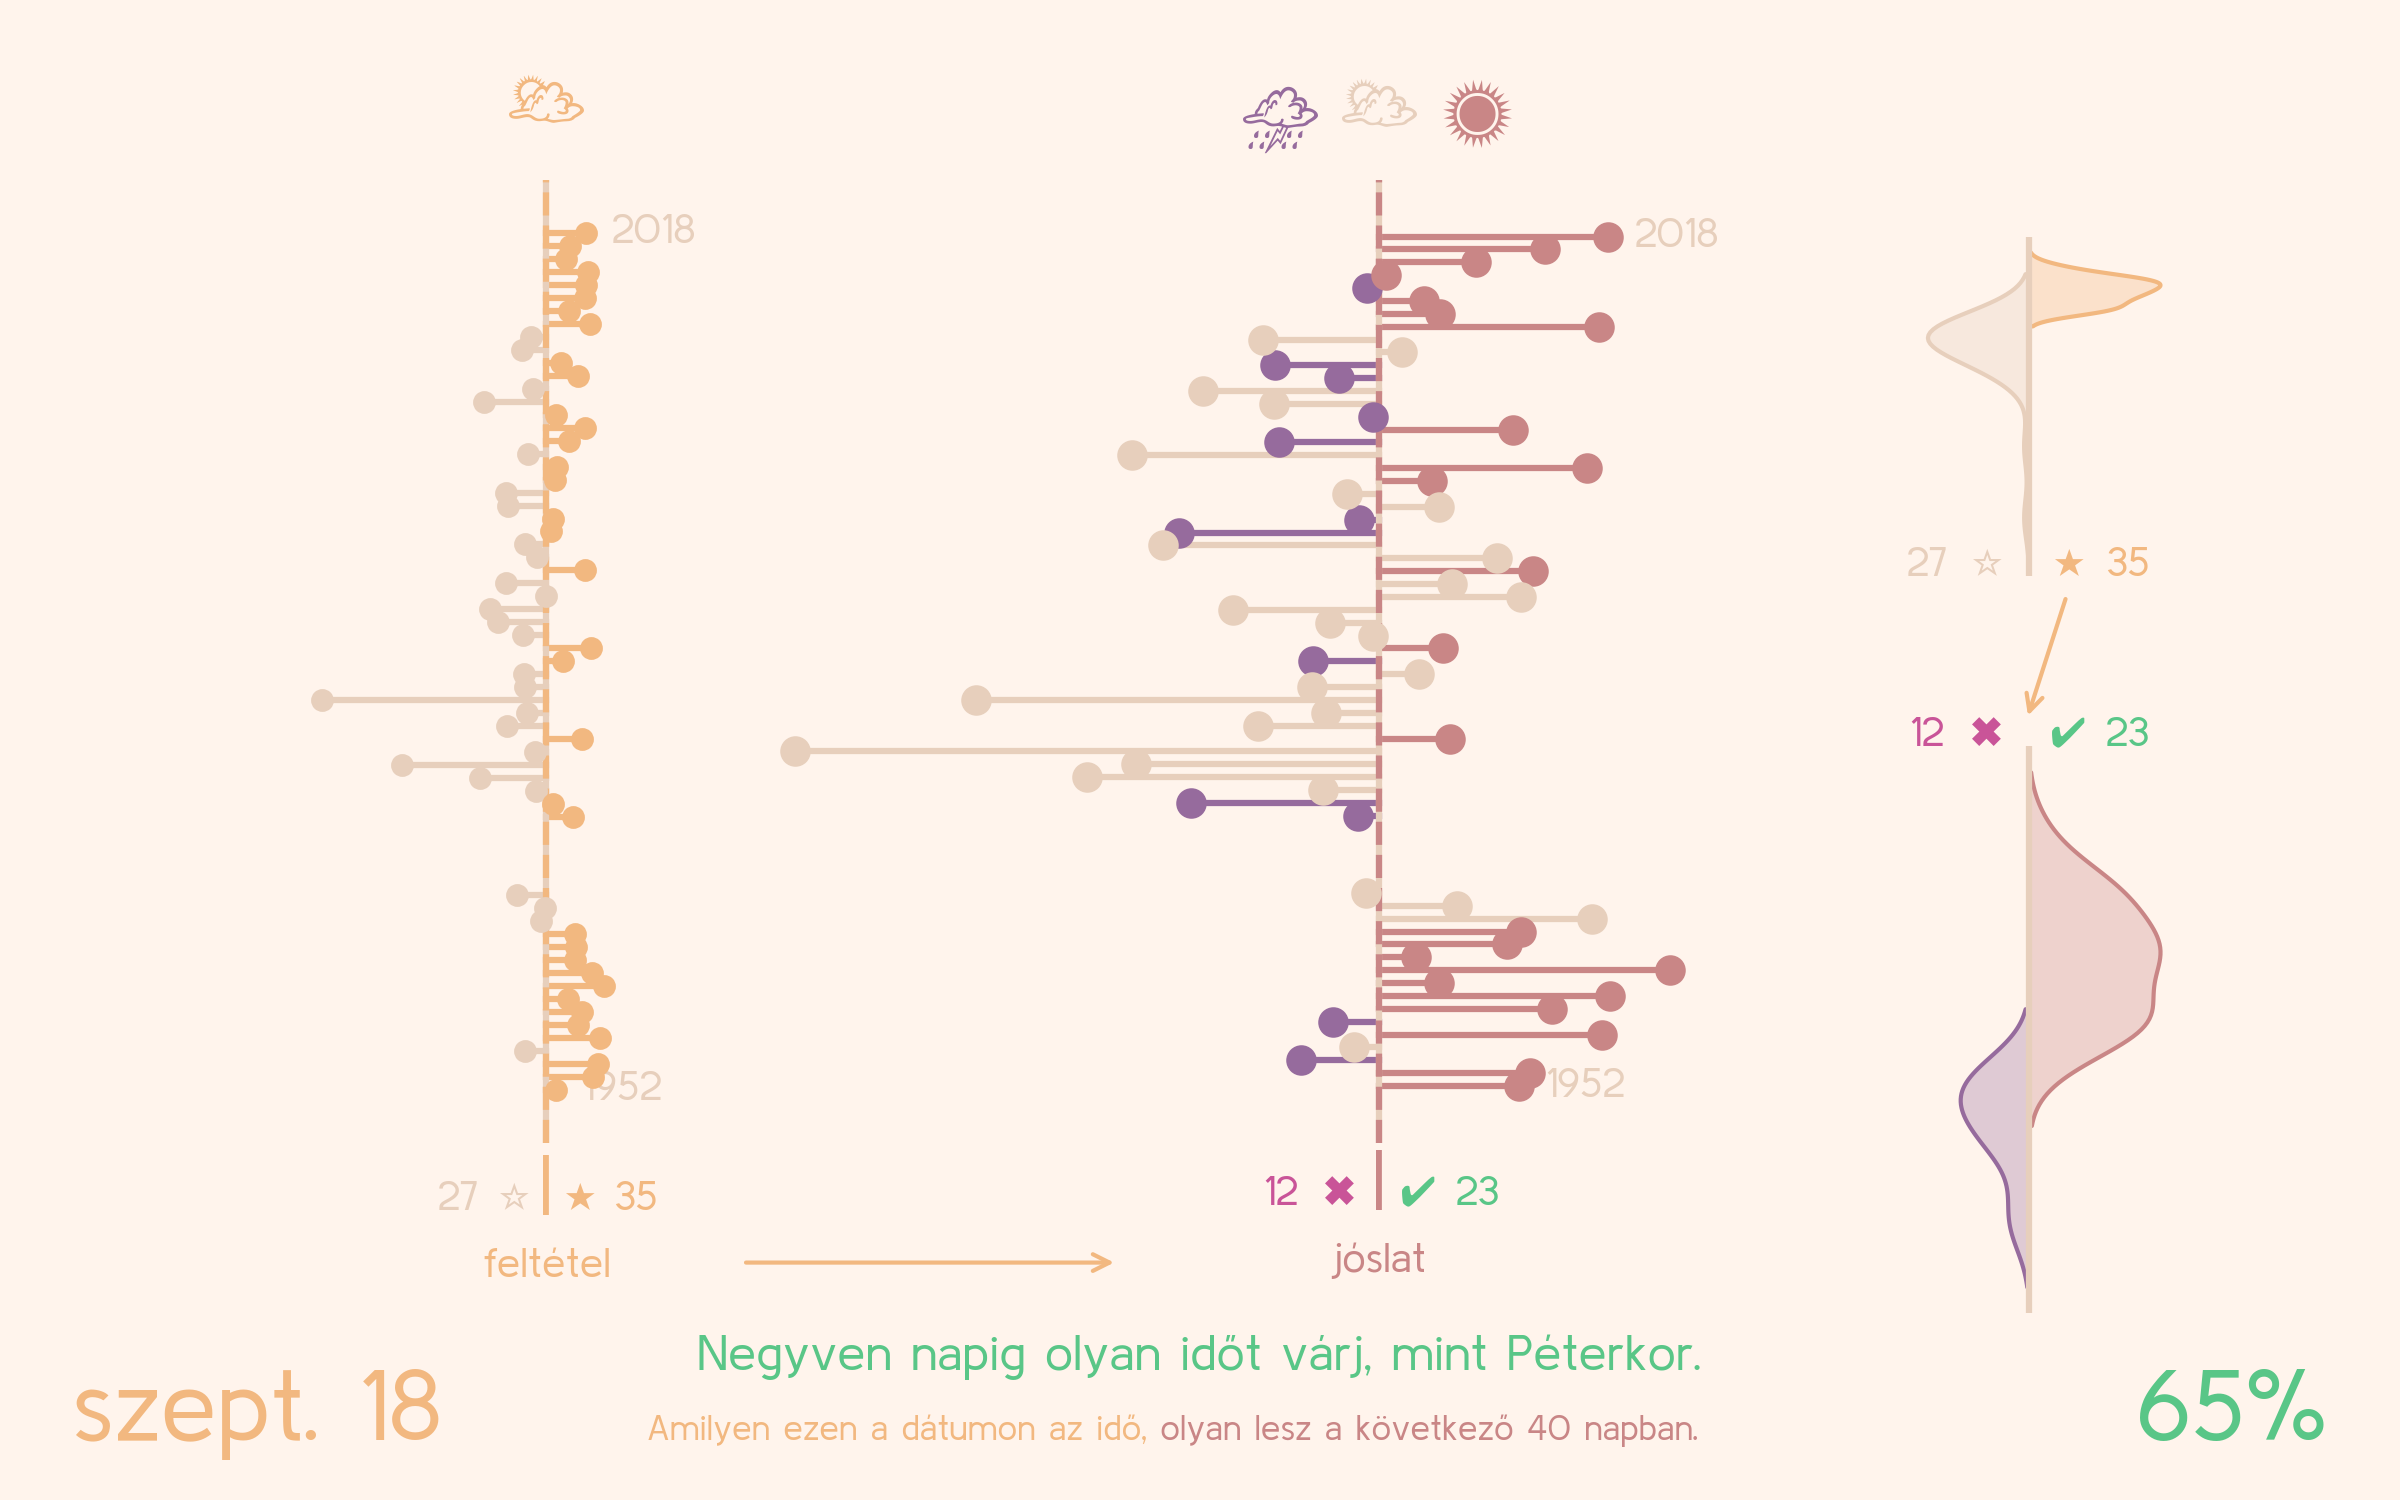 2018
2018
27 ☆ ★ 35
12 ✖ ✔ 23
1952
1952
27 ☆ ★ 35
12 ✖ ✔ 23
feltétel
jóslat
Negyven napig olyan időt várj, mint Péterkor.
szept. 18
65%
Amilyen ezen a dátumon az idő, olyan lesz a következő 40 napban.